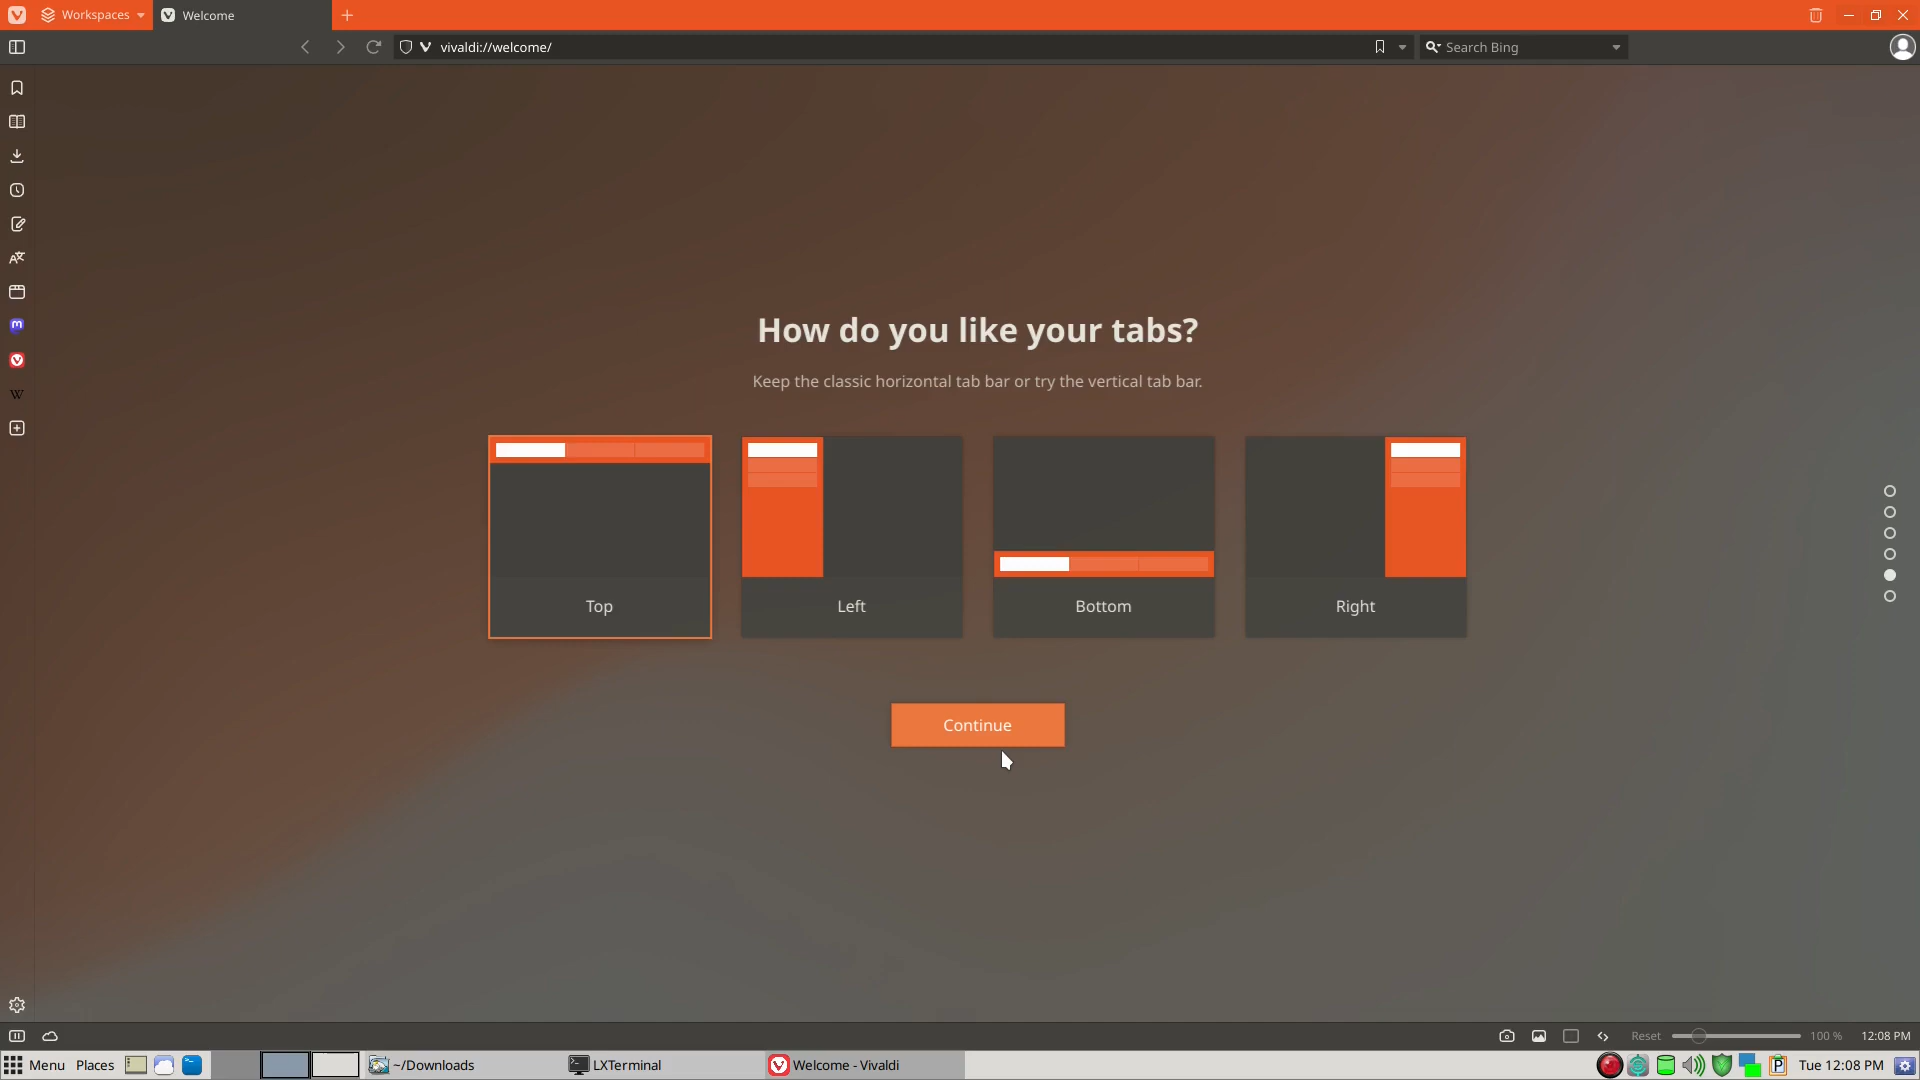 Workspaces
Welcome
vivaldi://welcome/
Search Bing
How do you like your tabs?
Keep the classic horizontal tab bar or try the vertical tab bar.
Top
Left
Bottom
Right
Continue
Reset
100 %
12:08 PM
Menu
Places
~/Downloads
LXTerminal
Welcome - Vivaldi
Tue 12:08 PM